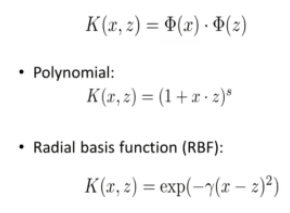 K(x, z) = Φ(x) · Φ(z)
• Polynomial:
K(x, z) = (1 + x · z)ˢ
• Radial basis function (RBF):
K(x, z) = exp(−γ(x − z)²)